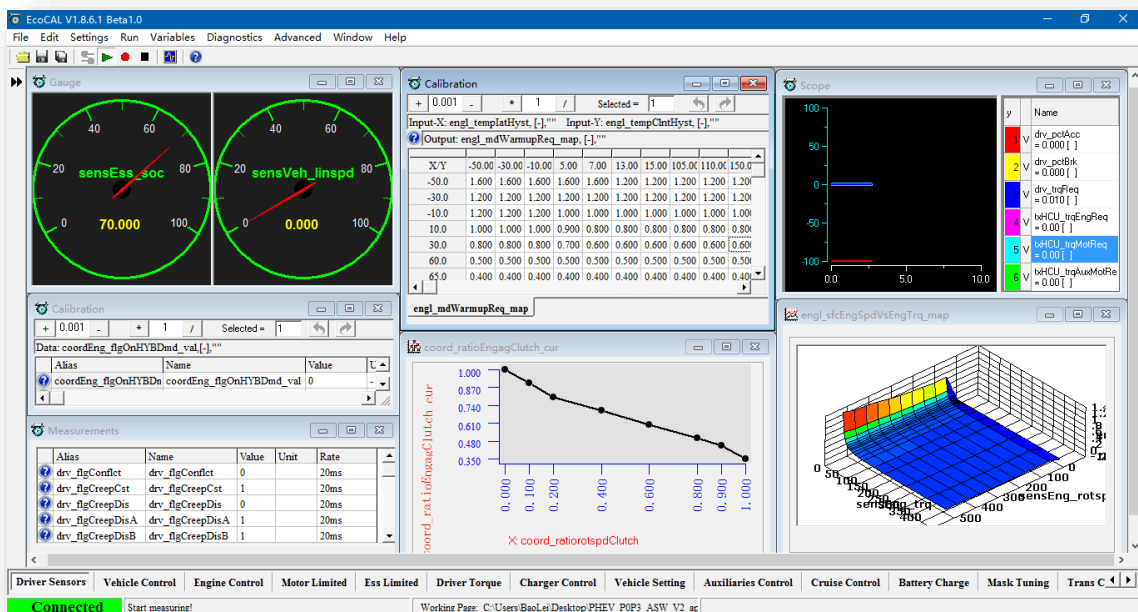 EcoCAL V1.8.6.1 Beta1.0
File Edit Settings Run Variables Diagnostics Advanced Window Help
Gauge
0 20 40 60 80 100
sensEss_soc
70.000
0 20 40 60 80 100
sensVeh_linspd
0.000
Calibration
+ 0.001 - * 1 / Selected = 1
Input-X: engl_tempIatHyst, [-],"" Input-Y: engl_tempClntHyst, [-],""
Output: engl_mdWarmupReq_map, [-],""
X/Y -50.00 -30.00 -10.00 5.00 7.00 13.00 15.00 105.00 110.00 150.0
-50.0 1.600 1.600 1.600 1.600 1.600 1.200 1.200 1.200 1.200 1.200
-30.0 1.200 1.200 1.200 1.200 1.200 1.200 1.200 1.200 1.200 1.200
-10.0 1.200 1.200 1.200 1.000 1.000 1.000 1.000 1.000 1.000 1.000
10.0 1.000 1.000 1.000 0.900 0.800 0.800 0.800 0.800 0.800 0.800
30.0 0.800 0.800 0.800 0.700 0.600 0.600 0.600 0.600 0.600 0.600
60.0 0.500 0.500 0.500 0.500 0.500 0.500 0.500 0.500 0.500 0.500
65.0 0.400 0.400 0.400 0.400 0.400 0.400 0.400 0.400 0.400 0.400
engl_mdWarmupReq_map
Scope
100
50
0
-50
-100
0.0 5.0 10.0
y Name
1 V drv_pctAcc
= 0.000 [ ]
2 V drv_pctBrk
= 0.000 [ ]
3 V drv_trqReq
= 0.010 [ ]
4 V txHCU_trqEngReq
= 0.00 [ ]
5 V txHCU_trqMotReq
= 0.00 [ ]
6 V txHCU_trqAuxMotRe
= 0.00 [ ]
Calibration
+ 0.001 - * 1 / Selected = 1
Data: coordEng_flgOnHYBDmd_val,[-],""
Alias Name Value U
coordEng_flgOnHYBDn coordEng_flgOnHYBDmd_val 0 -
Measurements
Alias Name Value Unit Rate
drv_flgConflct drv_flgConflct 0 20ms
drv_flgCreepCst drv_flgCreepCst 1 20ms
drv_flgCreepDis drv_flgCreepDis 0 20ms
drv_flgCreepDisA drv_flgCreepDisA 1 20ms
drv_flgCreepDisB drv_flgCreepDisB 1 20ms
coord_ratioEngagClutch_cur
coord_ratioEngagClutch cur
1.000
0.870
0.740
0.610
0.480
0.350
0.000 0.100 0.200 0.400 0.600 0.800 0.900 1.000
X coord_ratiorotspdClutch
engl_sfcEngSpdVsEngTrq_map
0 50 100 150
400
sensEng_trq
0 100 200 300 400 500
sensEng_rotsp
Driver Sensors Vehicle Control Engine Control Motor Limited Ess Limited Driver Torque Charger Control Vehicle Setting Auxiliaries Control Cruise Control Battery Charge Mask Tuning Trans C
Connected Start measuring! Working Page: C:\Users\BaoLei\Desktop\PHEV_P0P3_ASW_V2_ap